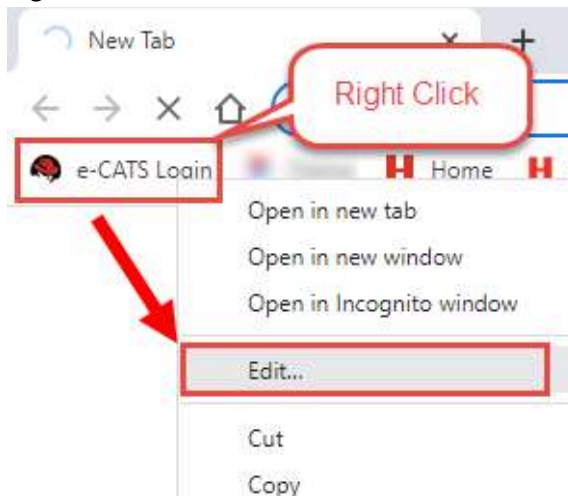 New Tab
Right Click
e-CATS Login
Home
Open in new tab
Open in new window
Open in Incognito window
Edit...
Cut
Copy